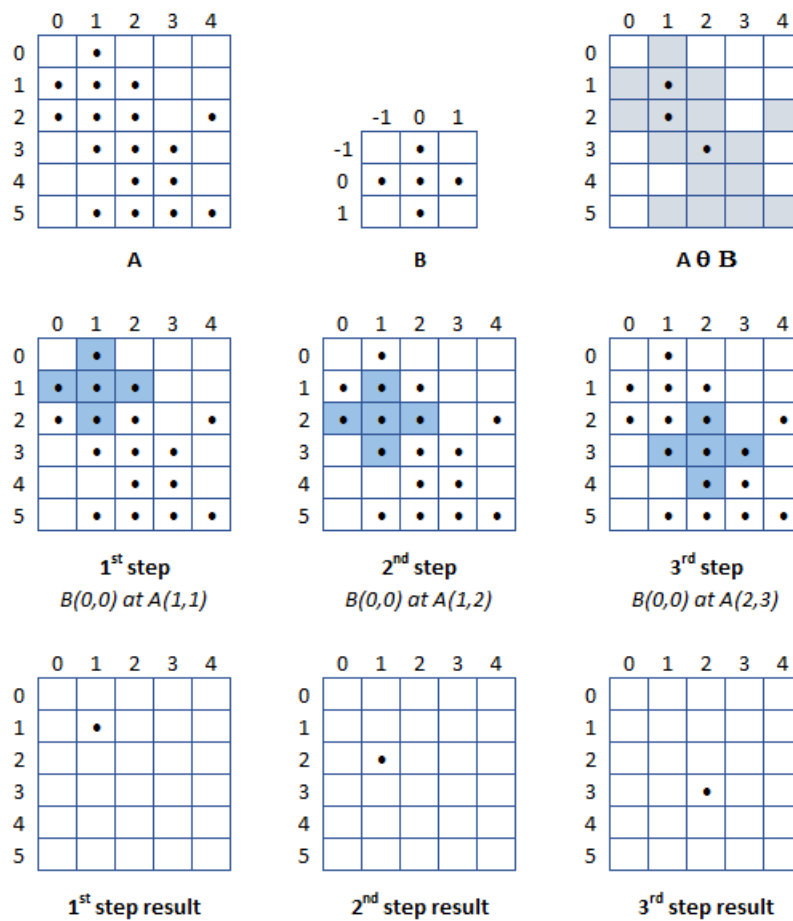 0 1 2 3 4
0 1 2 3 4
0
0
1
-1 0 1
1
2
2
3
-1
3
4
0
4
5
1
5
A
B
A θ B
0 1 2 3 4
0 1 2 3 4
0 1 2 3 4
0
0
0
1
1
1
2
2
2
3
3
3
4
4
4
5
5
5
1st step
2nd step
3rd step
B(0,0) at A(1,1)
B(0,0) at A(1,2)
B(0,0) at A(2,3)
0 1 2 3 4
0 1 2 3 4
0 1 2 3 4
0
0
0
1
1
1
2
2
2
3
3
3
4
4
4
5
5
5
1st step result
2nd step result
3rd step result